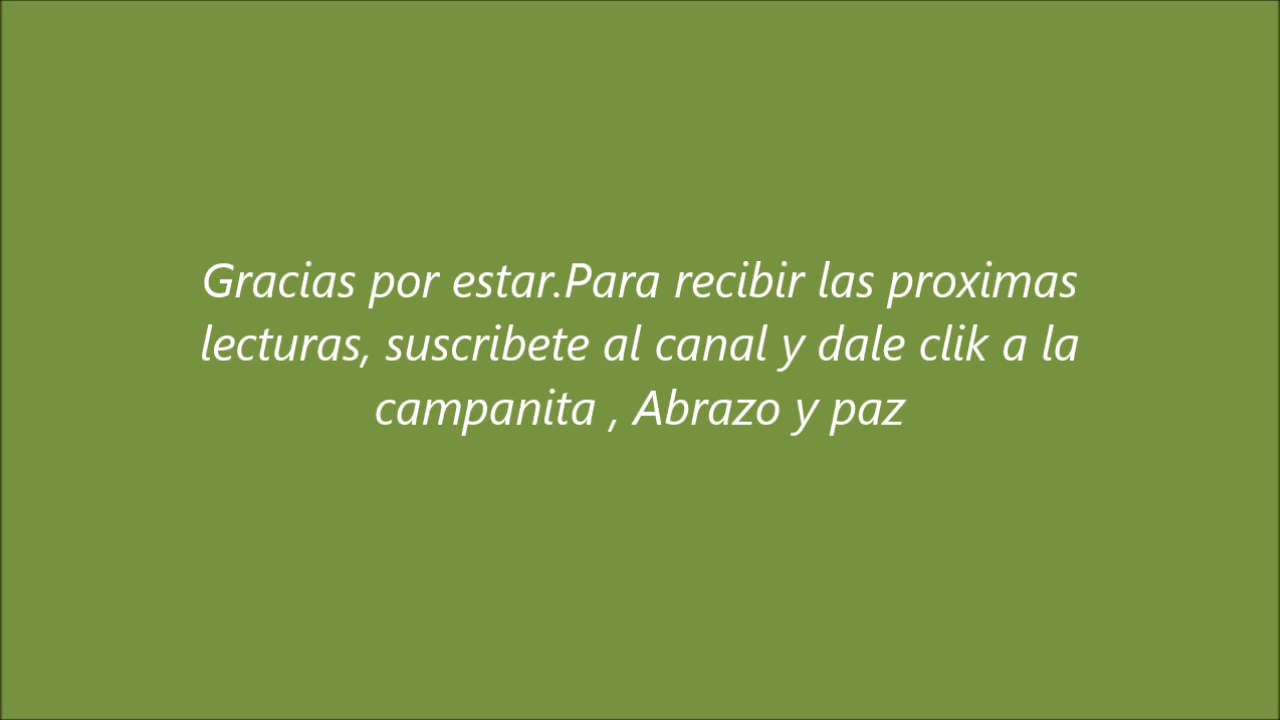 Gracias por estar.Para recibir las proximas
lecturas, suscribete al canal y dale clik a la
campanita , Abrazo y paz